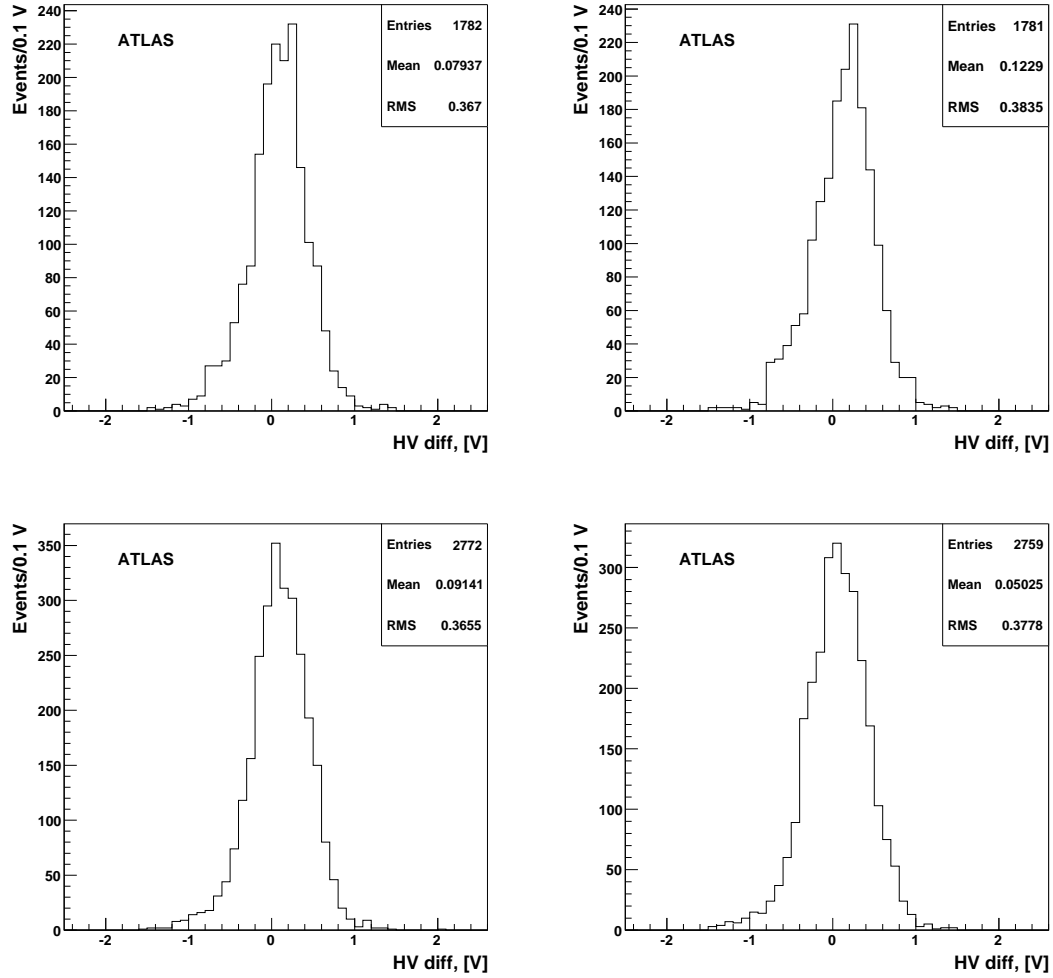 Events/0.1 V
240
220
200
180
160
140
120
100
80
60
40
20
0
ATLAS
Entries 1782
Mean 0.07937
RMS 0.367
-2 -1 0 1 2
HV diff, [V]
Events/0.1 V
240
220
200
180
160
140
120
100
80
60
40
20
0
ATLAS
Entries 1781
Mean 0.1229
RMS 0.3835
-2 -1 0 1 2
HV diff, [V]
Events/0.1 V
350
300
250
200
150
100
50
0
ATLAS
Entries 2772
Mean 0.09141
RMS 0.3655
-2 -1 0 1 2
HV diff, [V]
Events/0.1 V
300
250
200
150
100
50
0
ATLAS
Entries 2759
Mean 0.05025
RMS 0.3778
-2 -1 0 1 2
HV diff, [V]